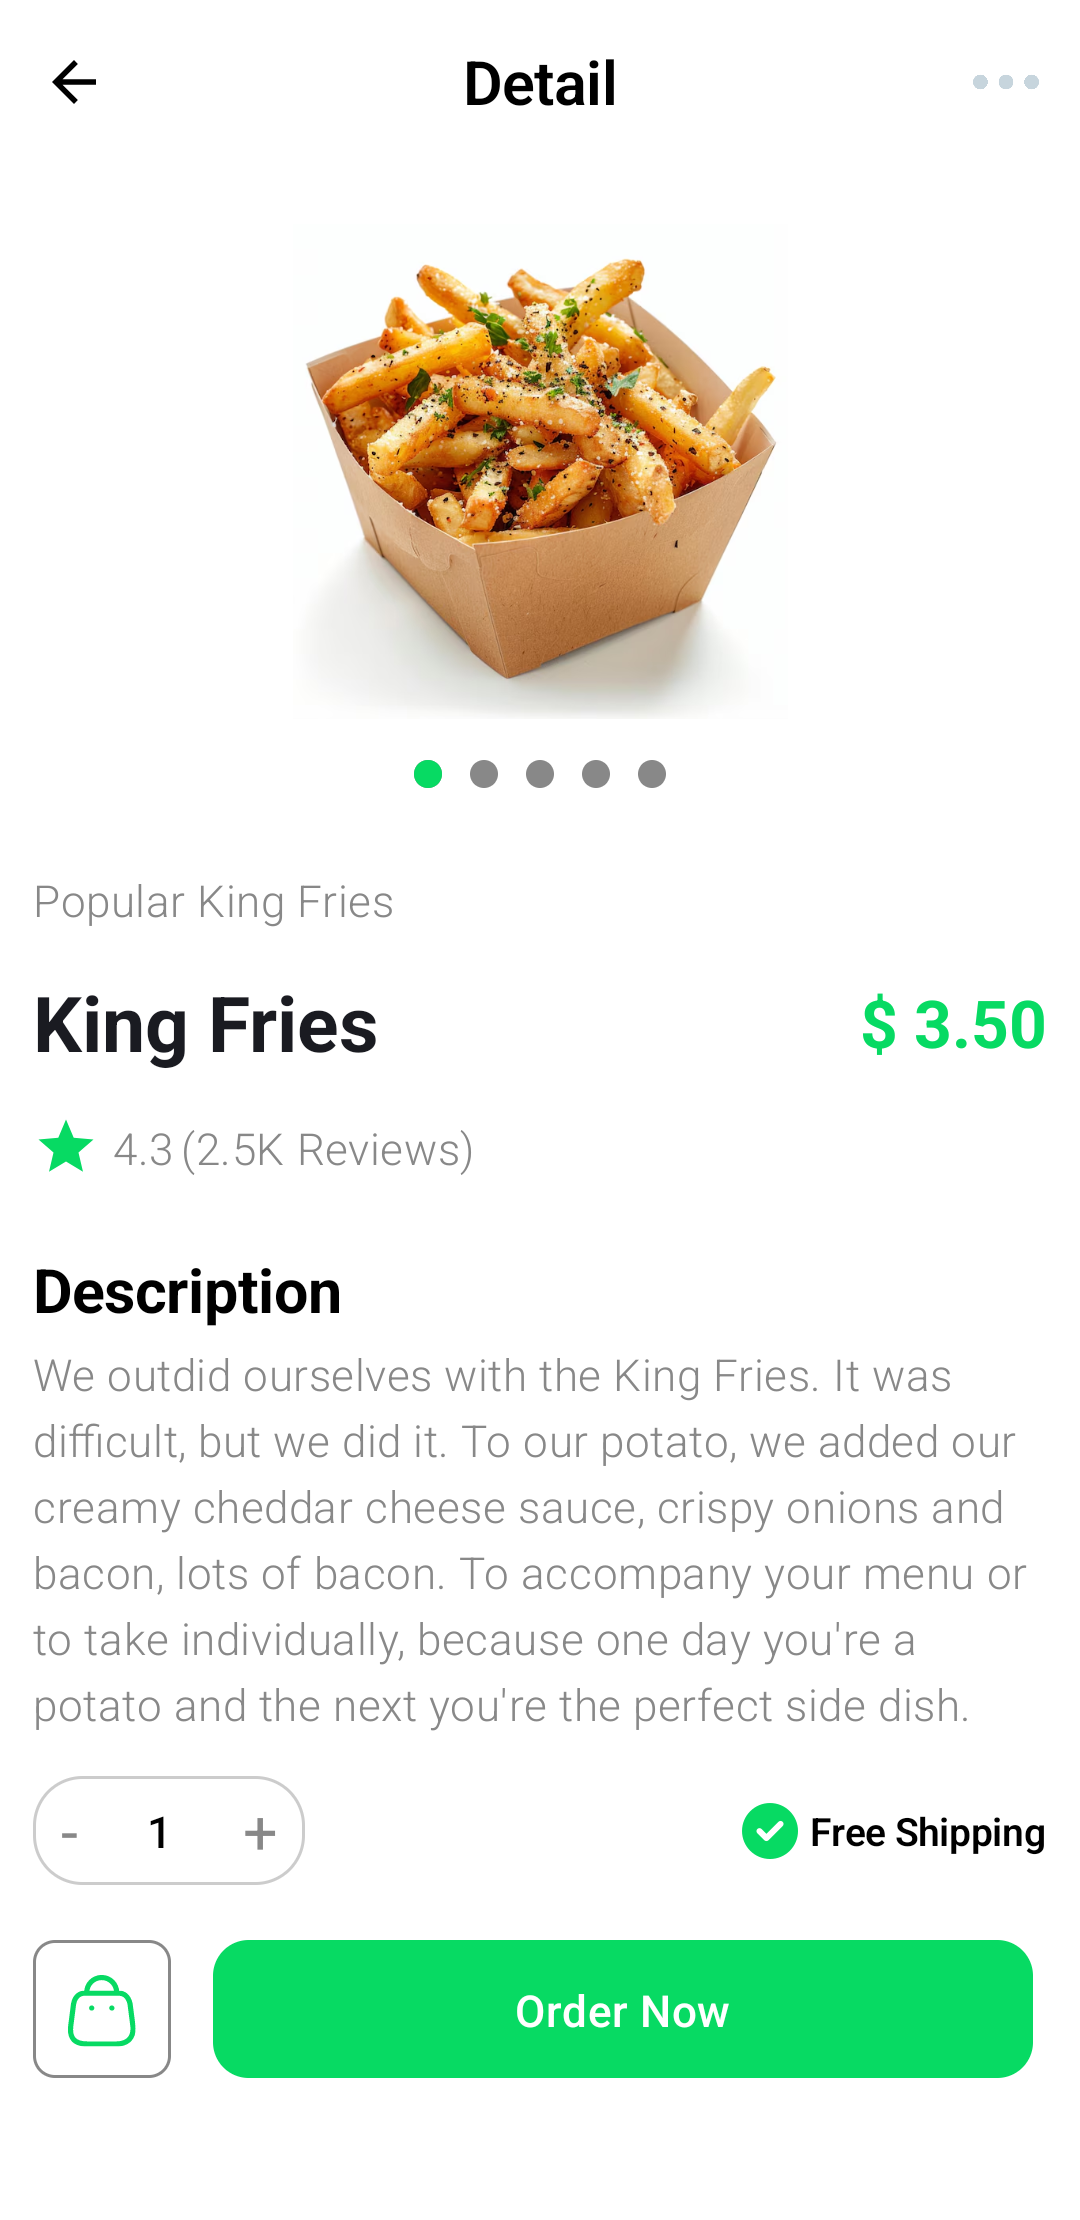 Detail
Popular King Fries
King Fries
$ 3.50
4.3 (2.5K Reviews)
Description
We outdid ourselves with the King Fries. It was
difficult, but we did it. To our potato, we added our
creamy cheddar cheese sauce, crispy onions and
bacon, lots of bacon. To accompany your menu or
to take individually, because one day you're a
potato and the next you're the perfect side dish.
- 1 +
Free Shipping
Order Now